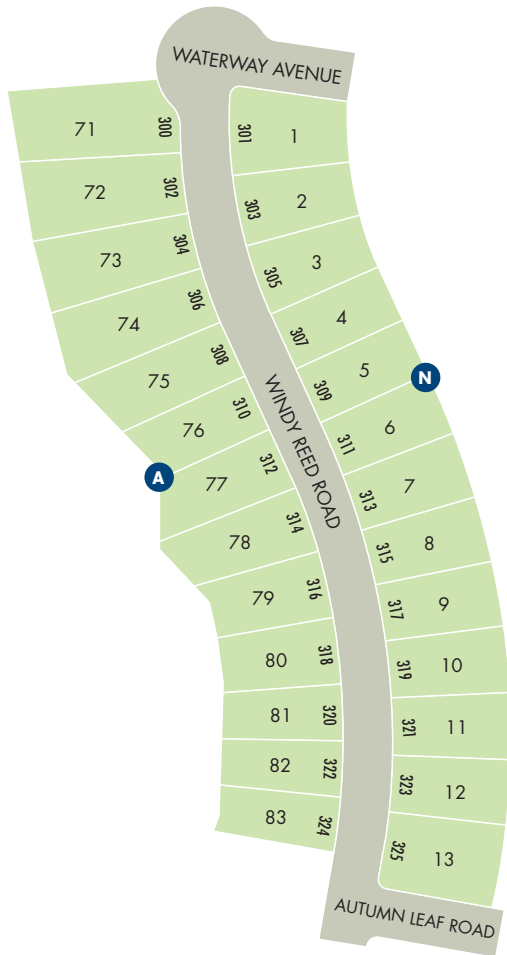 WATERWAY AVENUE
71 300 301 1
72 302 303 2
73 304 305 3
74 306 307 4
75 308 309 5
N
76 310 311 6
A
77 312 313 7
WINDY REED ROAD
78 314 315 8
79 316 317 9
80 318 319 10
81 320 321 11
82 322 323 12
83 324 325 13
AUTUMN LEAF ROAD